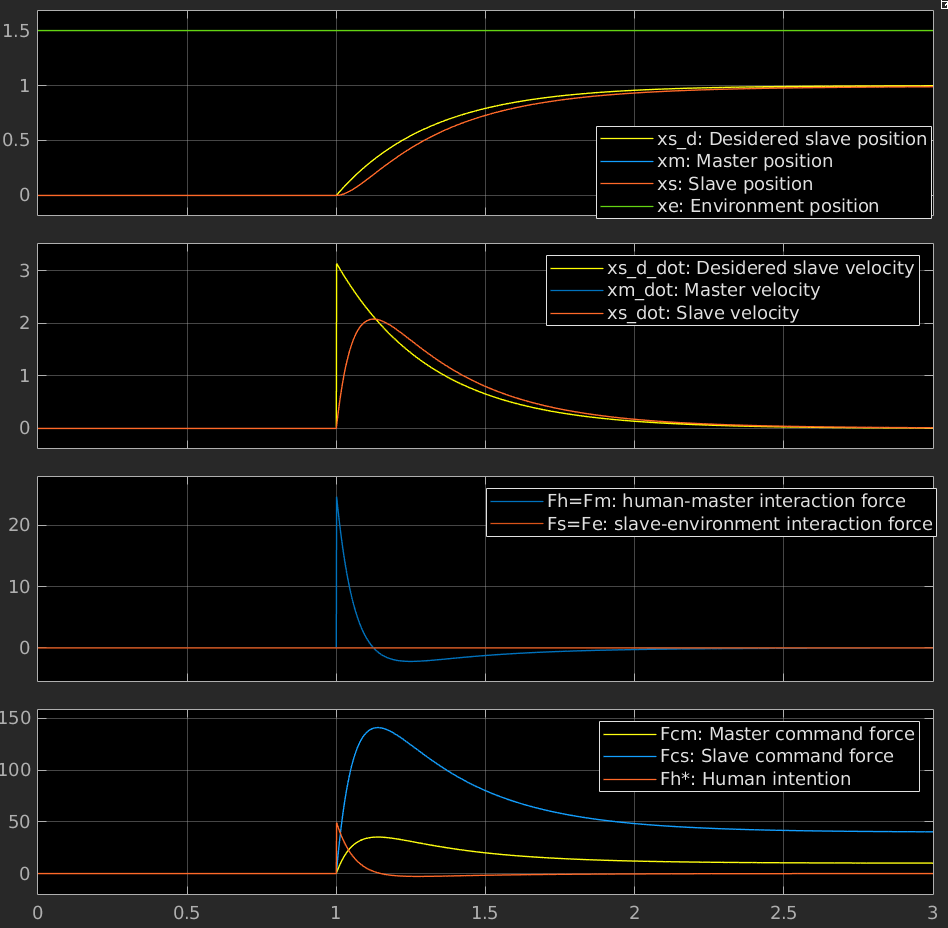 1.5
1
0.5
0
xs_d: Desidered slave position
xm: Master position
xs: Slave position
xe: Environment position
3
2
1
0
xs_d_dot: Desidered slave velocity
xm_dot: Master velocity
xs_dot: Slave velocity
20
10
0
Fh=Fm: human-master interaction force
Fs=Fe: slave-environment interaction force
150
100
50
0
Fcm: Master command force
Fcs: Slave command force
Fh*: Human intention
0 0.5 1 1.5 2 2.5 3